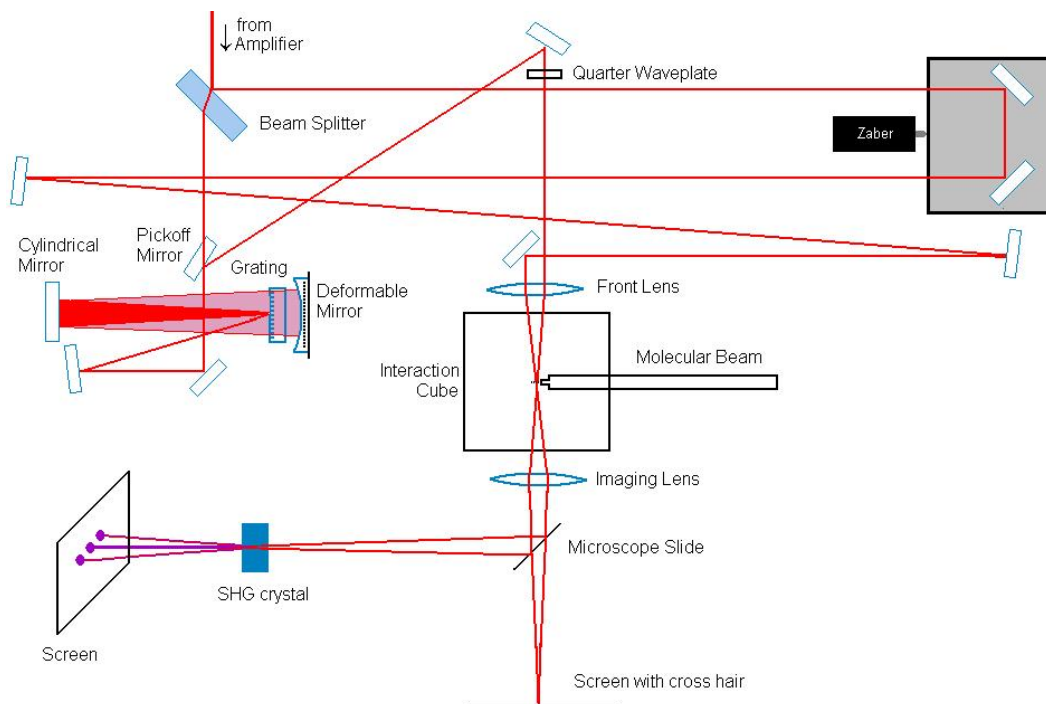 from
↓ Amplifier
Quarter Waveplate
Beam Splitter
Zaber
Pickoff
Mirror
Cylindrical
Mirror
Grating
Deformable
Mirror
Front Lens
Interaction
Cube
Molecular Beam
Imaging Lens
Microscope Slide
SHG crystal
Screen
Screen with cross hair